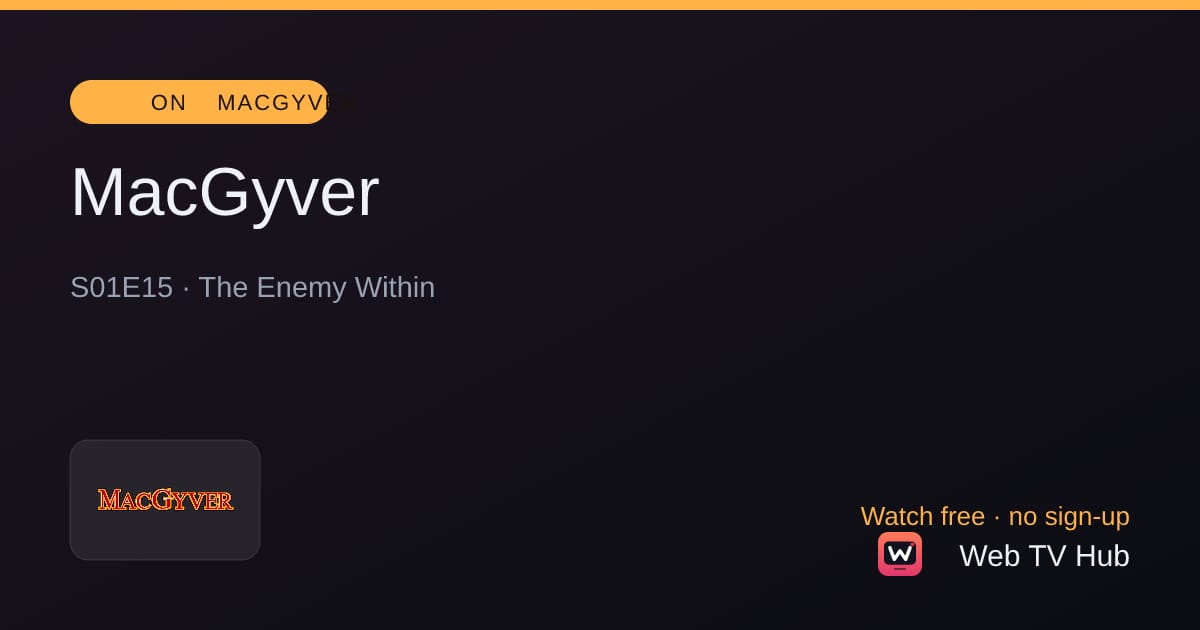 ON MACGYVER
MacGyver
S01E15 · The Enemy Within
MACGYVER
Watch free · no sign-up
W Web TV Hub